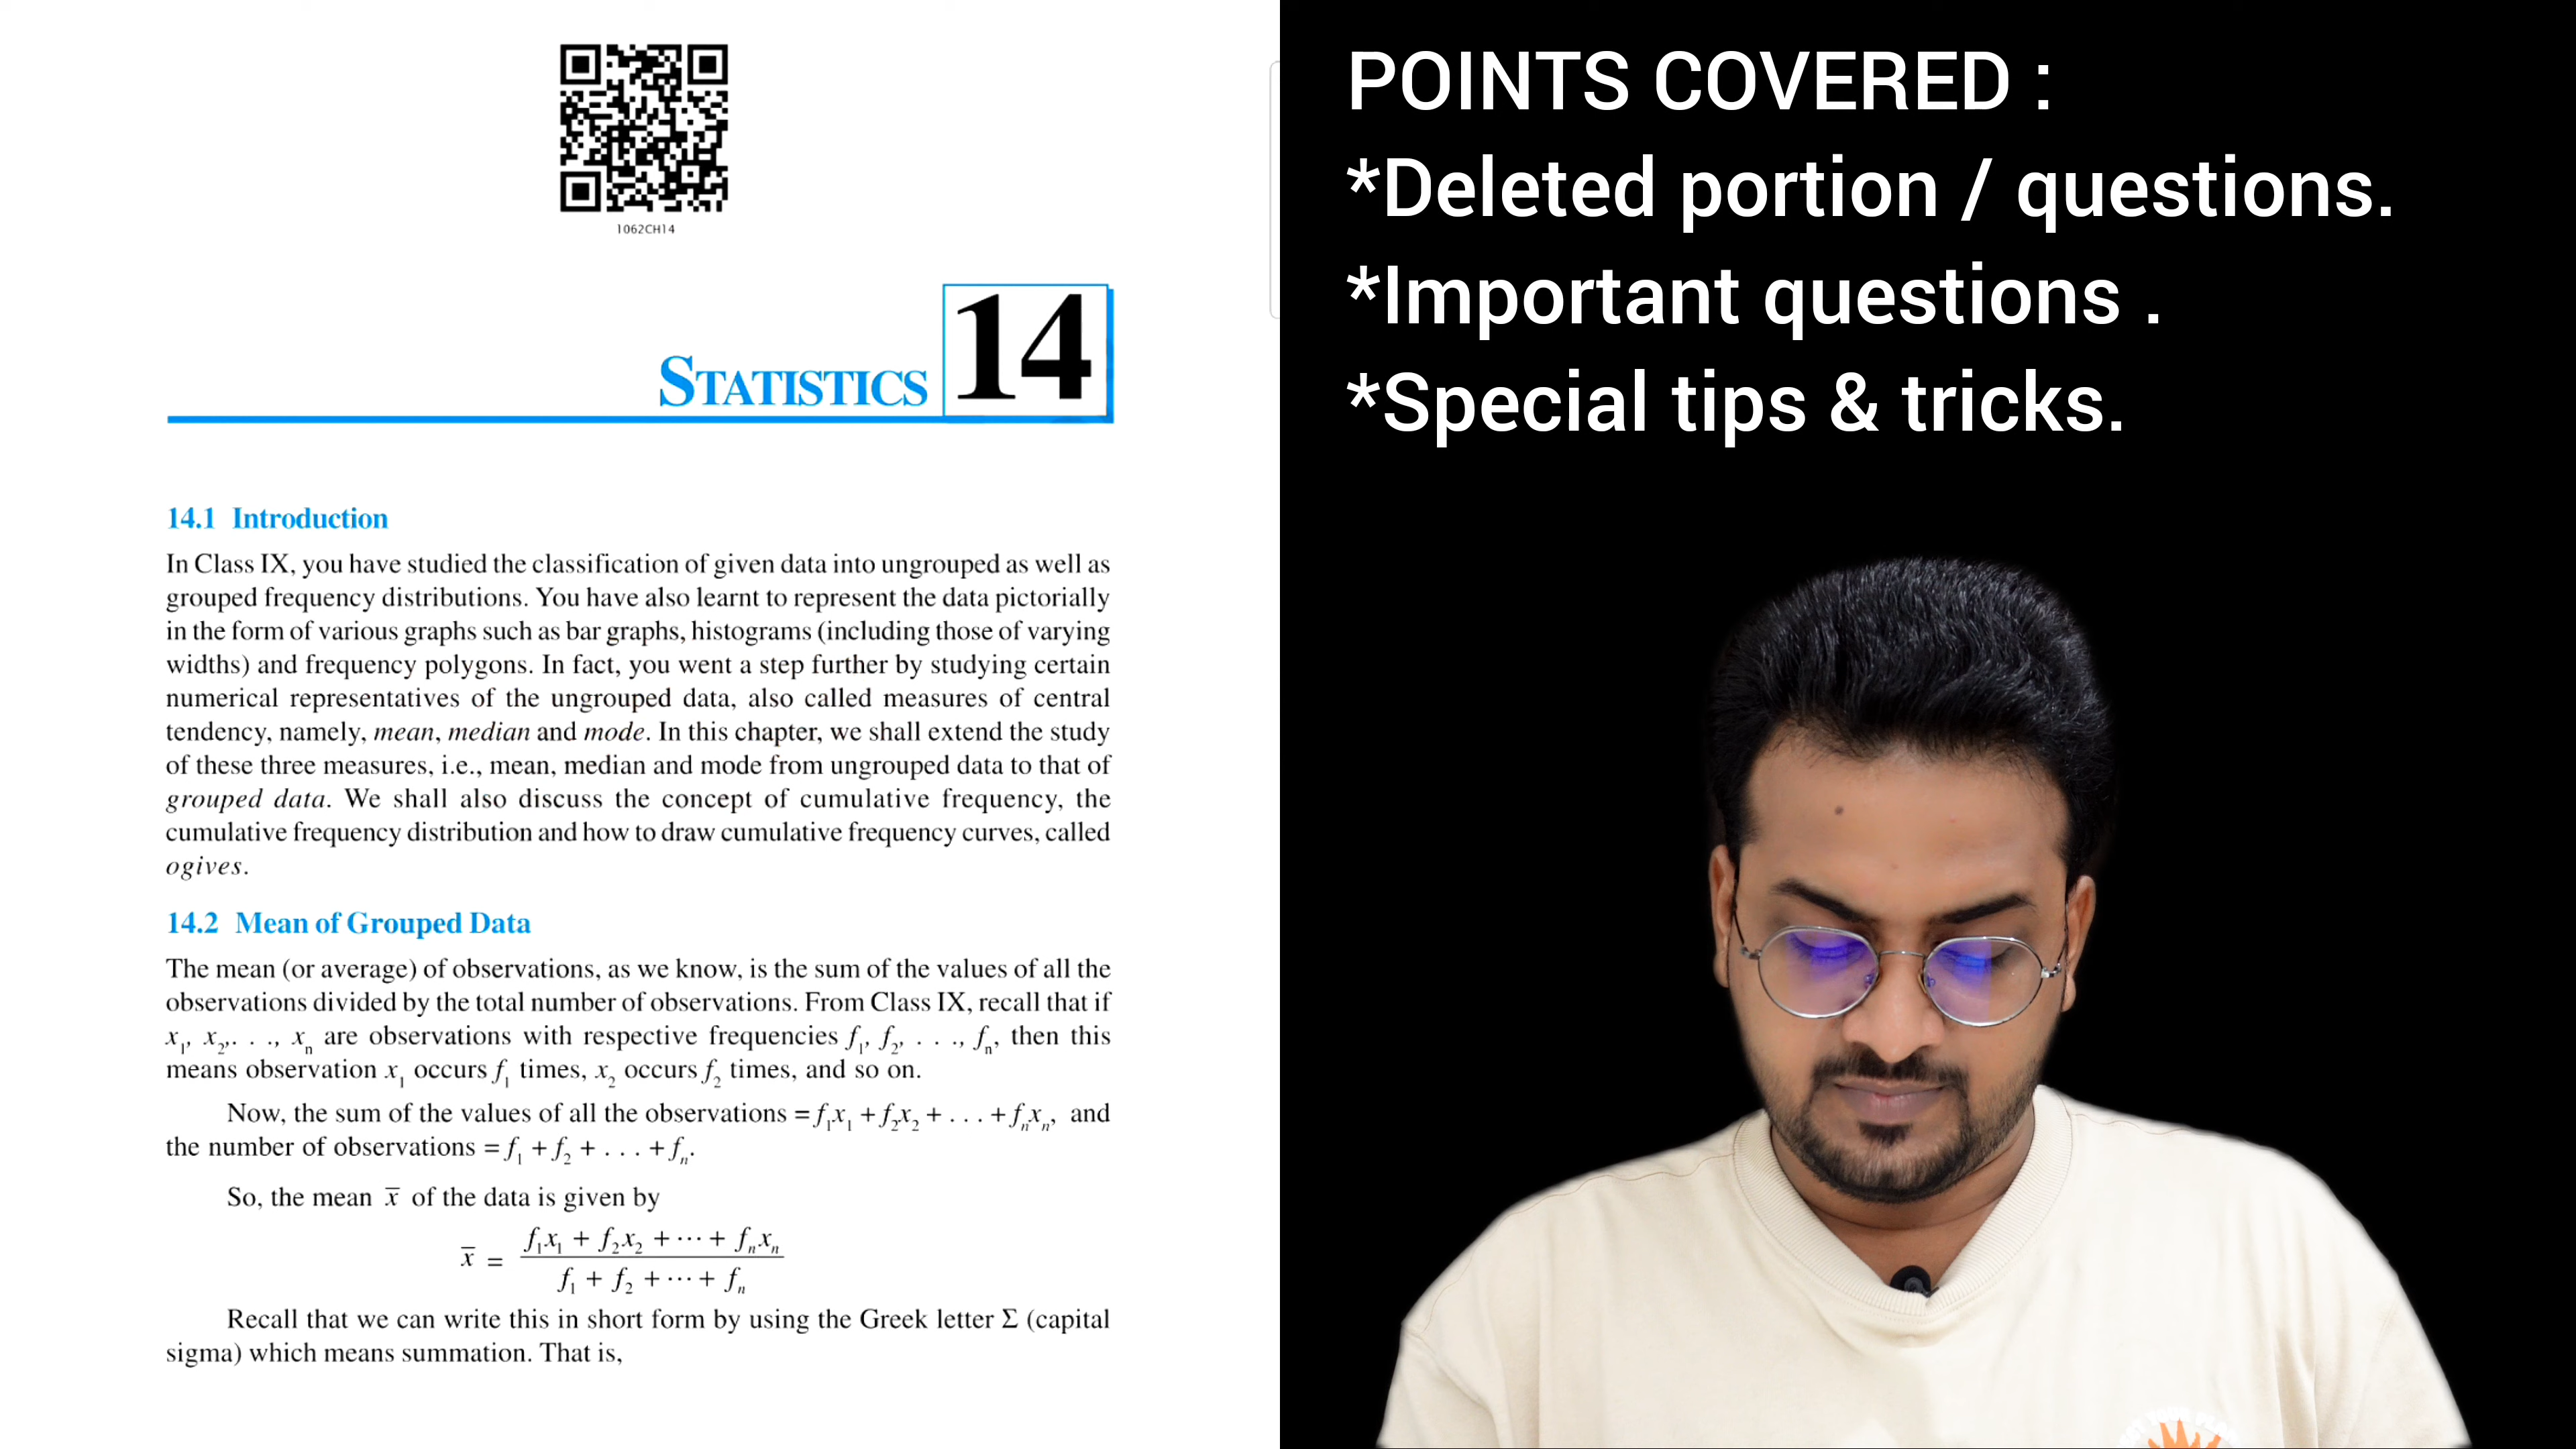 1062CH14
STATISTICS 14
14.1 Introduction
In Class IX, you have studied the classification of given data into ungrouped as well as
grouped frequency distributions. You have also learnt to represent the data pictorially
in the form of various graphs such as bar graphs, histograms (including those of varying
widths) and frequency polygons. In fact, you went a step further by studying certain
numerical representatives of the ungrouped data, also called measures of central
tendency, namely, mean, median and mode. In this chapter, we shall extend the study
of these three measures, i.e., mean, median and mode from ungrouped data to that of
grouped data. We shall also discuss the concept of cumulative frequency, the
cumulative frequency distribution and how to draw cumulative frequency curves, called
ogives.
14.2 Mean of Grouped Data
The mean (or average) of observations, as we know, is the sum of the values of all the
observations divided by the total number of observations. From Class IX, recall that if
x₁, x₂,. . ., xₙ are observations with respective frequencies f₁, f₂, . . ., fₙ, then this
means observation x₁ occurs f₁ times, x₂ occurs f₂ times, and so on.
Now, the sum of the values of all the observations = f₁x₁ + f₂x₂ + . . . + fₙxₙ, and
the number of observations = f₁ + f₂ + . . . + fₙ.
So, the mean x̄ of the data is given by
x̄ = (f₁x₁ + f₂x₂ + ··· + fₙxₙ) / (f₁ + f₂ + ··· + fₙ)
Recall that we can write this in short form by using the Greek letter Σ (capital
sigma) which means summation. That is,
POINTS COVERED :
*Deleted portion / questions.
*Important questions .
*Special tips & tricks.